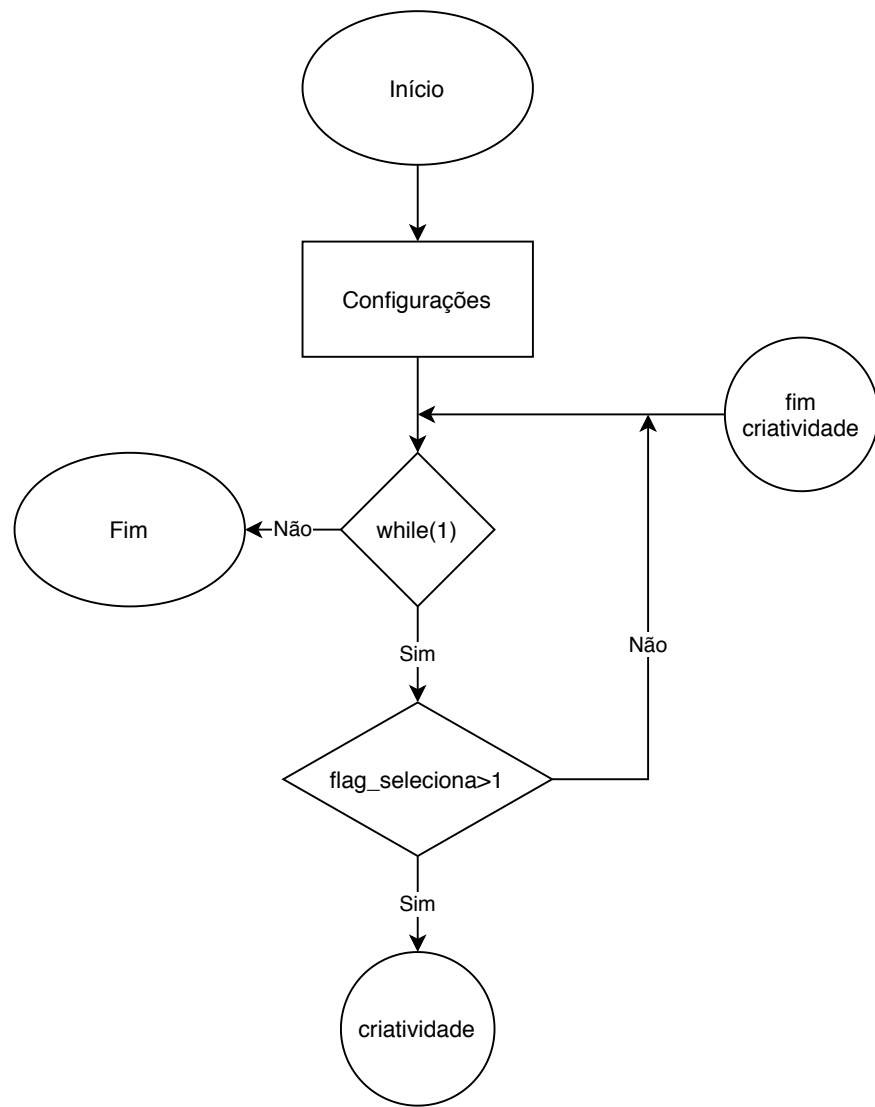 Início
Configurações
fim
criatividade
Fim
Não
while(1)
Sim
Não
flag_seleciona>1
Sim
criatividade